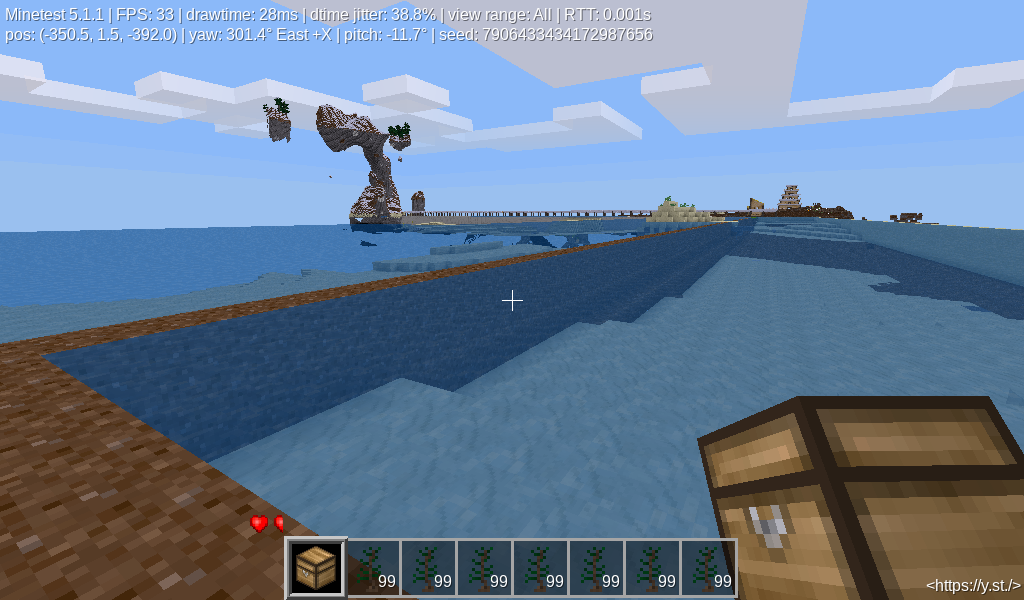 Minetest 5.1.1 | FPS: 33 | drawtime: 28ms | dtime jitter: 38.8% | view range: All | RTT: 0.001s
pos: (-350.5, 1.5, -392.0) | yaw: 301.4° East +X | pitch: -11.7° | seed: 7906433434172987656
99 99 99 99 99 99 99
<https://y.st./>